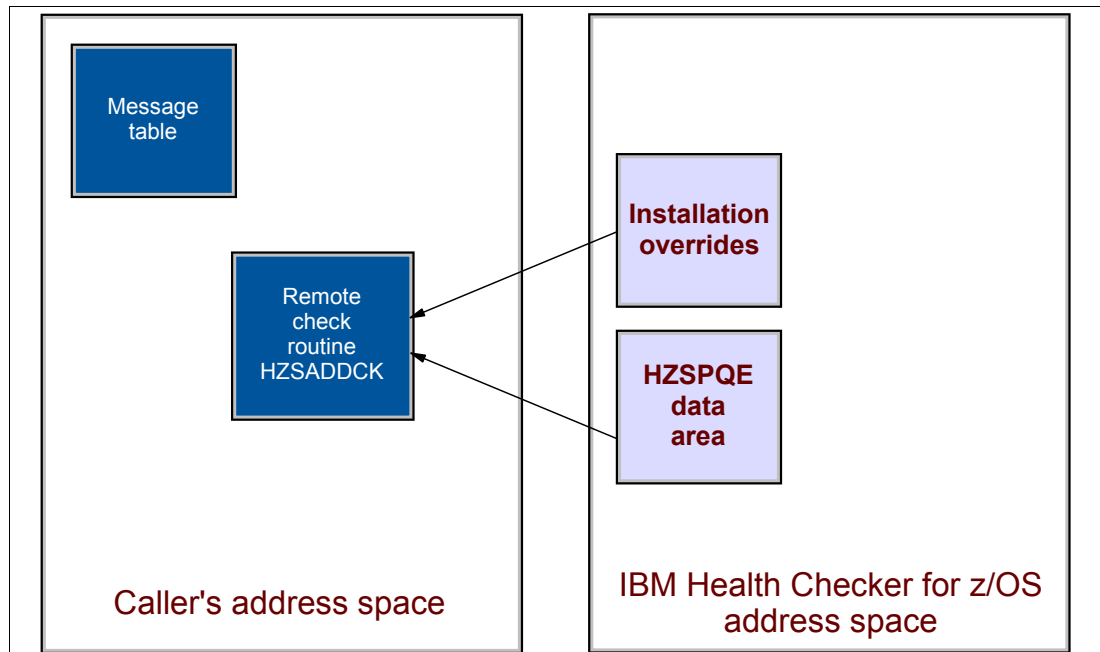 Message
table
Remote
check
routine
HZSADDCK
Caller's address space
Installation
overrides
HZSPQE
data
area
IBM Health Checker for z/OS
address space